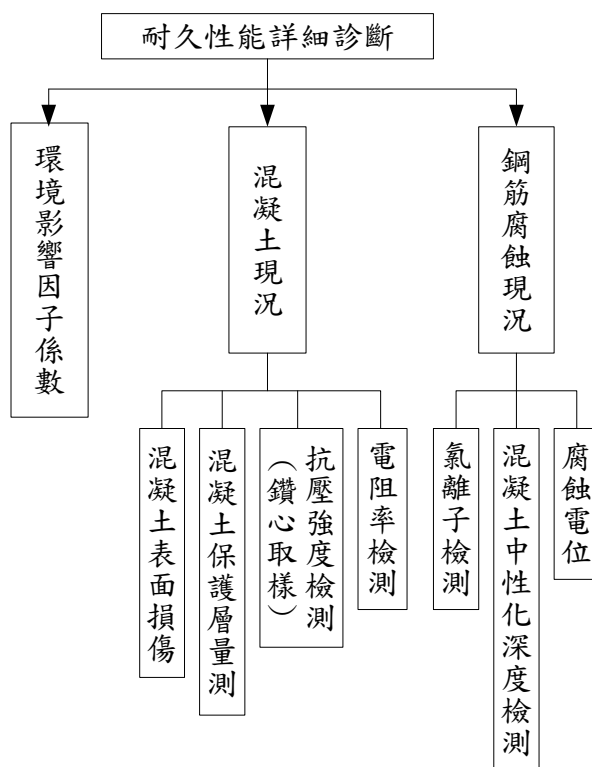 耐久性能詳細診斷
環境影響因子係數
混凝土現況
鋼筋腐蝕現況
混凝土表面損傷
混凝土保護層量測
抗壓強度檢測
（鑽心取樣）
電阻率檢測
氯離子檢測
混凝土中性化深度檢測
腐蝕電位